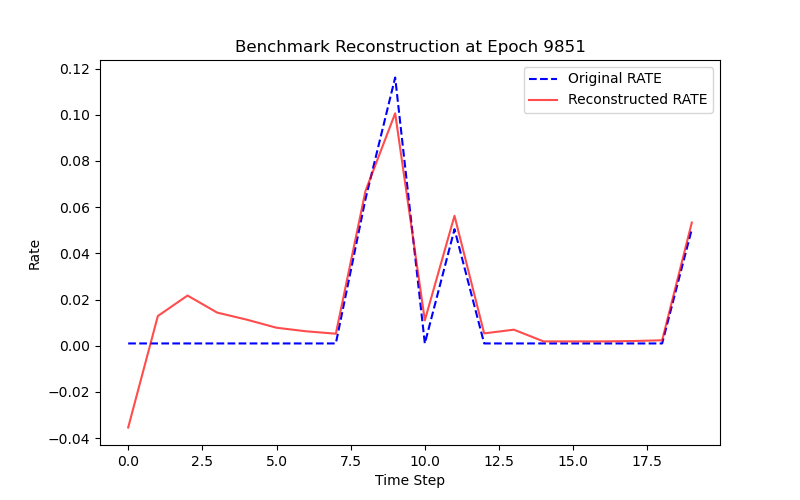 Benchmark Reconstruction at Epoch 9851
Original RATE
Reconstructed RATE
0.12
0.10
0.08
0.06
0.04
0.02
0.00
−0.02
−0.04
Rate
0.0 2.5 5.0 7.5 10.0 12.5 15.0 17.5
Time Step